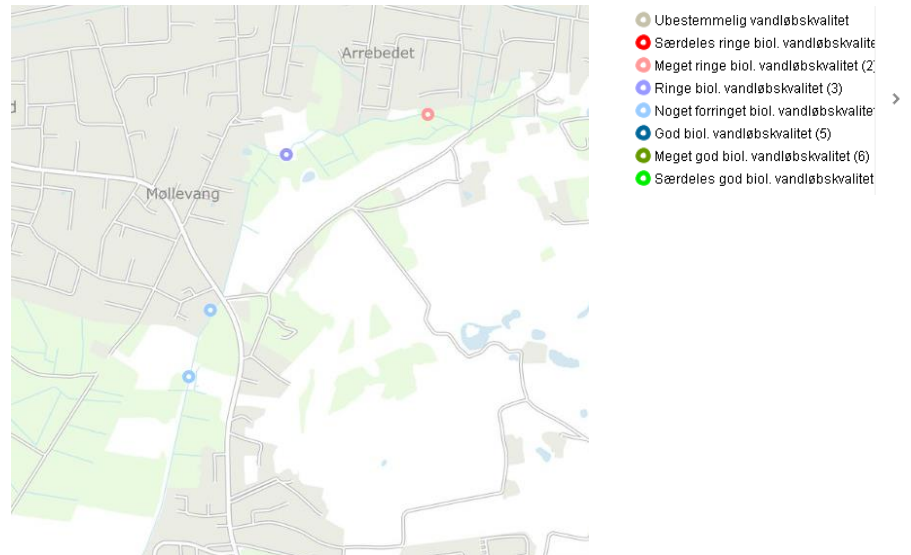 Arrebedet
d
Møllevang
Ubestemmelig vandløbskvalitet
Særdeles ringe biol. vandløbskvalite
Meget ringe biol. vandløbskvalitet (2)
Ringe biol. vandløbskvalitet (3)
Noget forringet biol. vandløbskvalitet
God biol. vandløbskvalitet (5)
Meget god biol. vandløbskvalitet (6)
Særdeles god biol. vandløbskvalitet